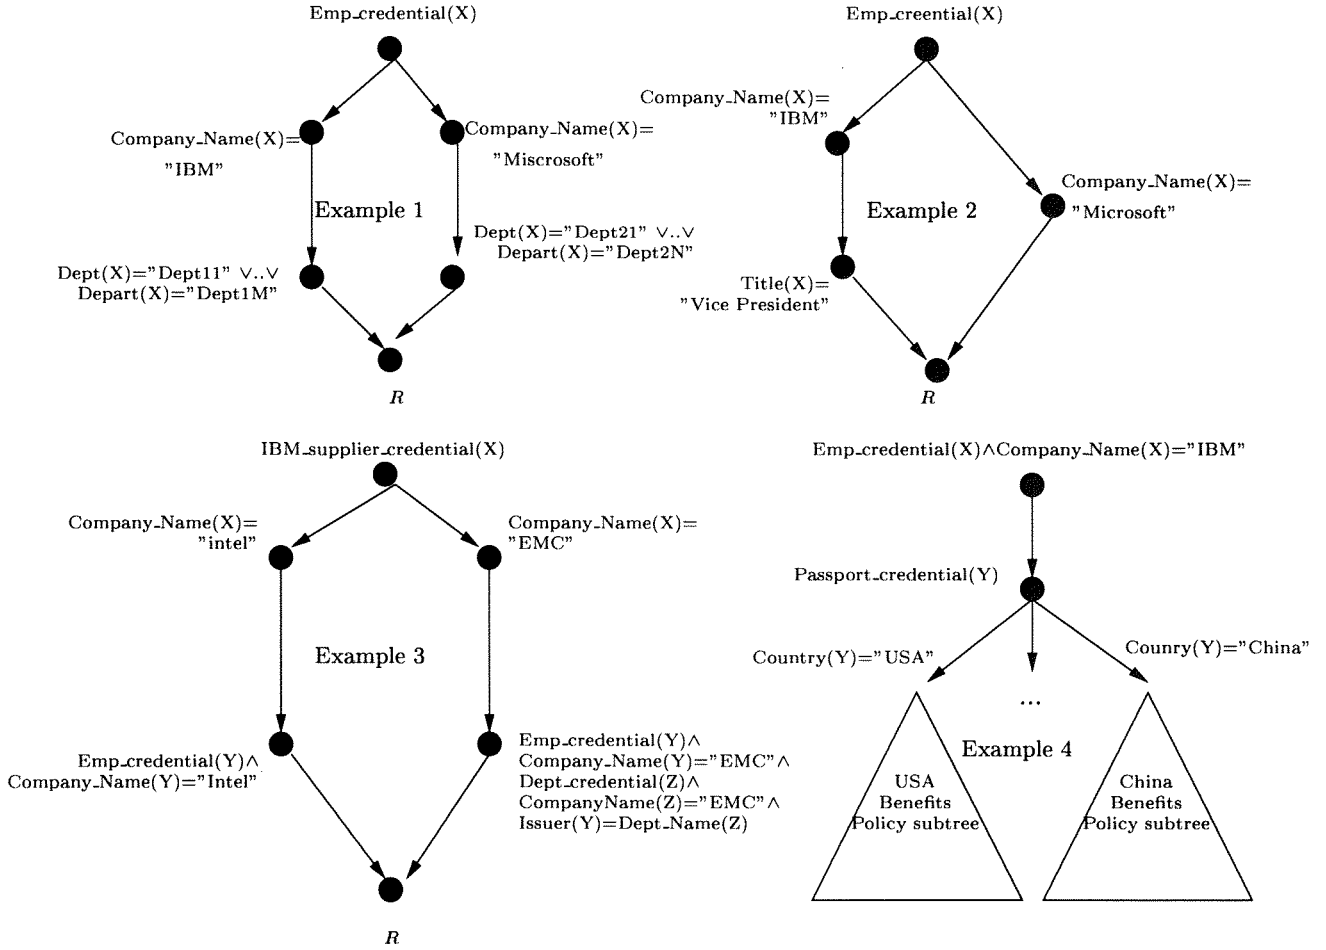 Emp_credential(X)
Company_Name(X)=
"IBM"
Company_Name(X)=
"Miscrosoft"
Example 1
Dept(X)="Dept21" ∨..∨
Depart(X)="Dept2N"
Dept(X)="Dept11" ∨..∨
Depart(X)="Dept1M"
R
Emp_creential(X)
Company_Name(X)=
"IBM"
Company_Name(X)=
"Microsoft"
Example 2
Title(X)=
"Vice President"
R
IBM_supplier_credential(X)
Company_Name(X)=
"intel"
Company_Name(X)=
"EMC"
Example 3
Emp_credential(Y)∧
Company_Name(Y)="Intel"
Emp_credential(Y)∧
Company_Name(Y)="EMC"∧
Dept_credential(Z)∧
CompanyName(Z)="EMC"∧
Issuer(Y)=Dept_Name(Z)
R
Emp_credential(X)∧Company_Name(X)="IBM"
Passport_credential(Y)
Country(Y)="USA"
Counry(Y)="China"
...
Example 4
USA
Benefits
Policy subtree
China
Benefits
Policy subtree